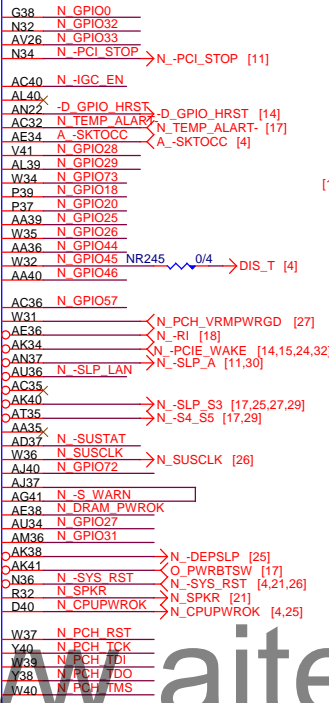 G38 N_GPIO0
N32 N_GPIO32
AV26 N_GPIO33
N34 N_-PCI_STOP N_-PCI_STOP [11]
AC40 N_-IGC_EN
AL40
AN22 -D_GPIO_HRST -D_GPIO_HRST [14]
AC32 N_TEMP_ALART- N_TEMP_ALART- [17]
AE34 A_-SKTOCC A_-SKTOCC [4]
V41 N_GPIO28
AL39 N_GPIO29
W34 N_GPIO73
[1
P39 N_GPIO18
P37 N_GPIO20
AA39 N_GPIO25
W35 N_GPIO26
AA36 N_GPIO44
W32 N_GPIO45 NR245 0/4 DIS_T [4]
AA40 N_GPIO46
AC36 N_GPIO57
W31 N_PCH_VRMPWRGD [27]
AE36 N_-RI [18]
AK34 N_-PCIE_WAKE [14,15,24,32]
AN37 N_-SLP_A [11,30]
AU36 N_-SLP_LAN
AC35
AK40 N_-SLP_S3 [17,25,27,29]
AT35 N_-S4_S5 [17,29]
AA35
AD37 N_-SUSTAT
W36 N_SUSCLK N_SUSCLK [26]
AJ40 N_GPIO72
AJ37
AG41 N_-S_WARN
AE38 N_DRAM_PWROK
AU34 N_GPIO27
AM36 N_GPIO31
AK38 N_-DEPSLP [25]
AK41 O_PWRBTSW [17]
N36 N_-SYS_RST N_-SYS_RST [4,21,26]
R32 N_SPKR N_SPKR [21]
D40 N_CPUPWROK N_CPUPWROK [4,25]
W37 N_PCH_RST
Y40 N_PCH_TCK
W39 N_PCH_TDI
Y38 N_PCH_TDO
W40 N_PCH_TMS
w aite